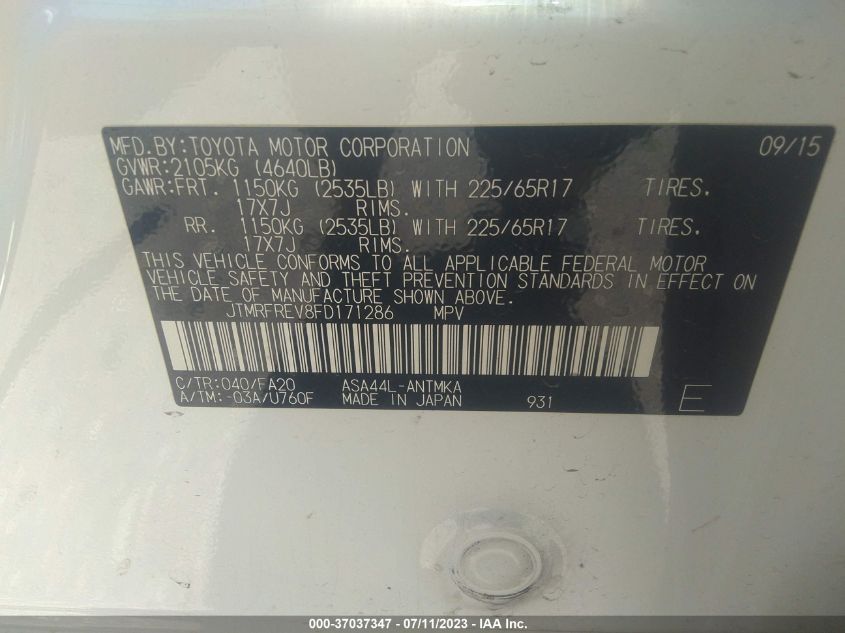 MFD.BY:TOYOTA MOTOR CORPORATION 09/15
GVWR:2105KG (4640LB)
GAWR:FRT. 1150KG (2535LB) WITH 225/65R17 TIRES.
17X7J RIMS.
RR. 1150KG (2535LB) WITH 225/65R17 TIRES.
17X7J RIMS.
THIS VEHICLE CONFORMS TO ALL APPLICABLE FEDERAL MOTOR
VEHICLE SAFETY AND THEFT PREVENTION STANDARDS IN EFFECT ON
THE DATE OF MANUFACTURE SHOWN ABOVE.
JTMRFREV8FD171286 MPV
C/TR:040/FA20 ASA44L-ANTMKA
A/TM:-03A/U760F MADE IN JAPAN 931 E
000-37037347 / 07/11/2023 - IAA Inc.